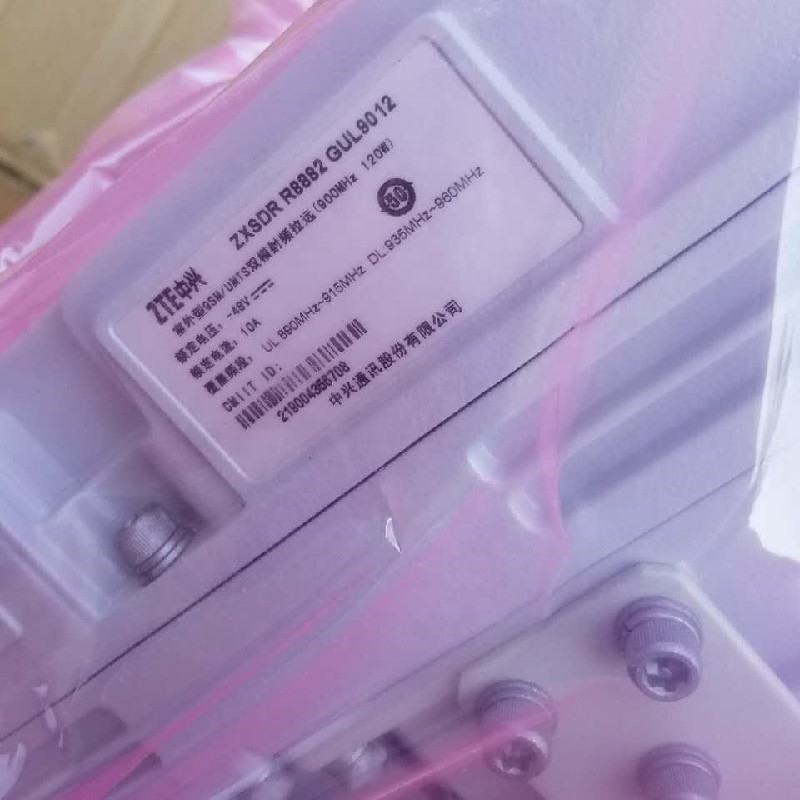 ZTE中兴
ZXSDR R8882 GUL9012
室外型GSM/UMTS双模射频拉远(900MHz 120W)
额定电压: -48V
额定电流: 10A
覆盖频段: UL:890MHz~915MHz DL:935MHz~960MHz
CMIIT ID:
219004356708
中兴通讯股份有限公司
50